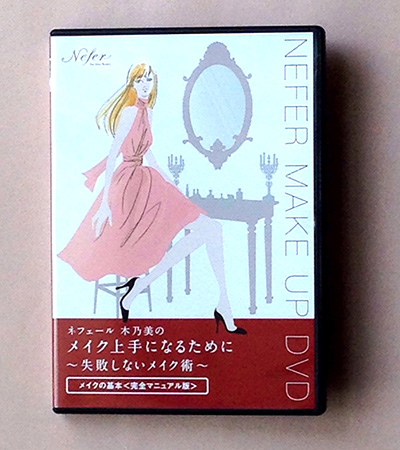 Nefer
NEFER MAKE UP DVD
ネフェール 木乃美の
メイク上手になるために
〜失敗しないメイク術〜
メイクの基本<完全マニュアル版>